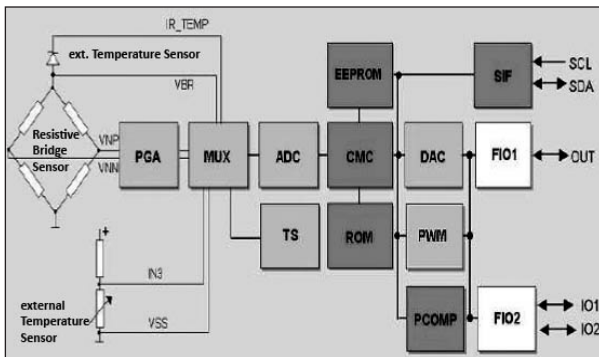 IR_TEMP
ext. Temperature Sensor
VBR
EEPROM
SIF
SCL
SDA
Resistive
Bridge
Sensor
VNP
VNN
PGA
MUX
ADC
CMC
DAC
FIO1
OUT
TS
ROM
PWM
IN3
external
Temperature
Sensor
VSS
PCOMP
FIO2
IO1
IO2